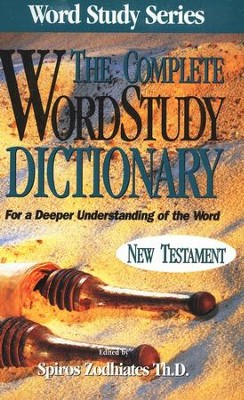 Word Study Series
THE COMPLETE
WORDSTUDY
DICTIONARY
For a Deeper Understanding of the Word
NEW TESTAMENT
Edited by
Spiros Zodhiates Th.D.